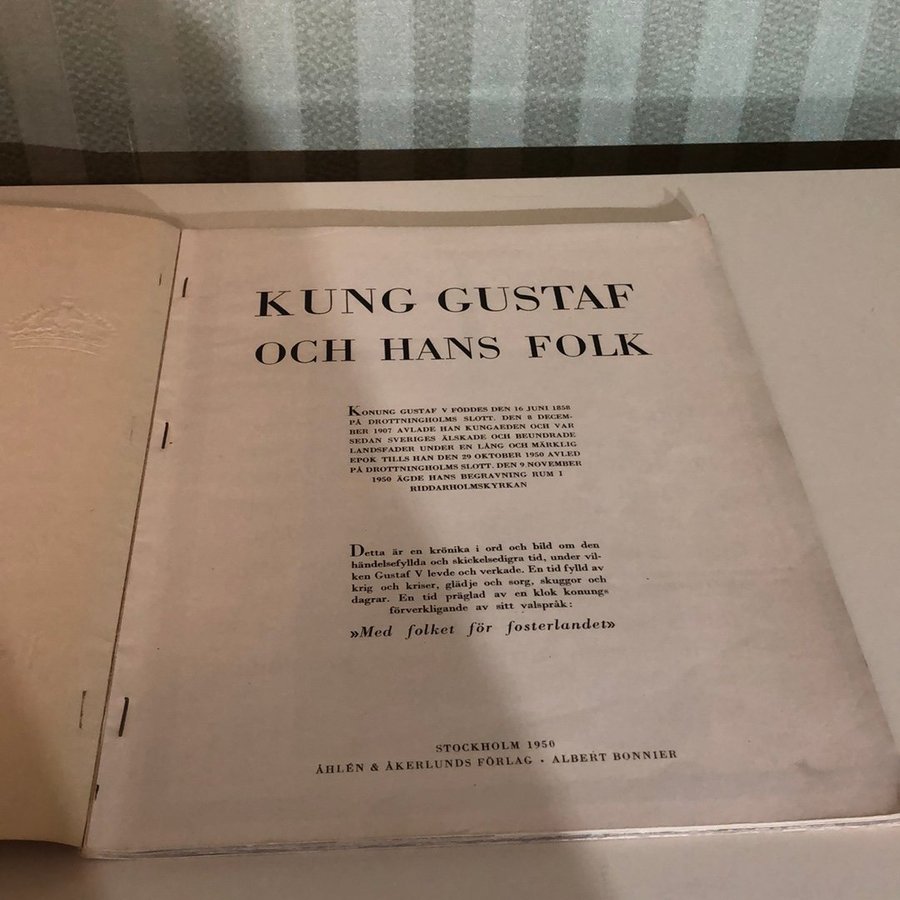 KUNG GUSTAF
OCH HANS FOLK
KONUNG GUSTAF V FÖDDES DEN 16 JUNI 1858
PÅ DROTTNINGHOLMS SLOTT. DEN 8 DECEM-
BER 1907 AVLADE HAN KUNGAEDEN OCH VAR
SEDAN SVERIGES ÄLSKADE OCH BEUNDRADE
LANDSFADER UNDER EN LÅNG OCH MÄRKLIG
EPOK TILLS HAN DEN 29 OKTOBER 1950 AVLED
PÅ DROTTNINGHOLMS SLOTT. DEN 9 NOVEMBER
1950 ÄGDE HANS BEGRAVNING RUM I
RIDDARHOLMSKYRKAN
Detta är en krönika i ord och bild om den
händelsefyllda och skickelsedigra tid, under vil-
ken Gustaf V levde och verkade. En tid fylld av
krig och kriser, glädje och sorg, skuggor och
dagrar. En tid präglad av en klok konungs
förverkligande av sitt valspråk:
»Med folket för fosterlandet»
STOCKHOLM 1950
ÅHLÉN & ÅKERLUNDS FÖRLAG · ALBERT BONNIER